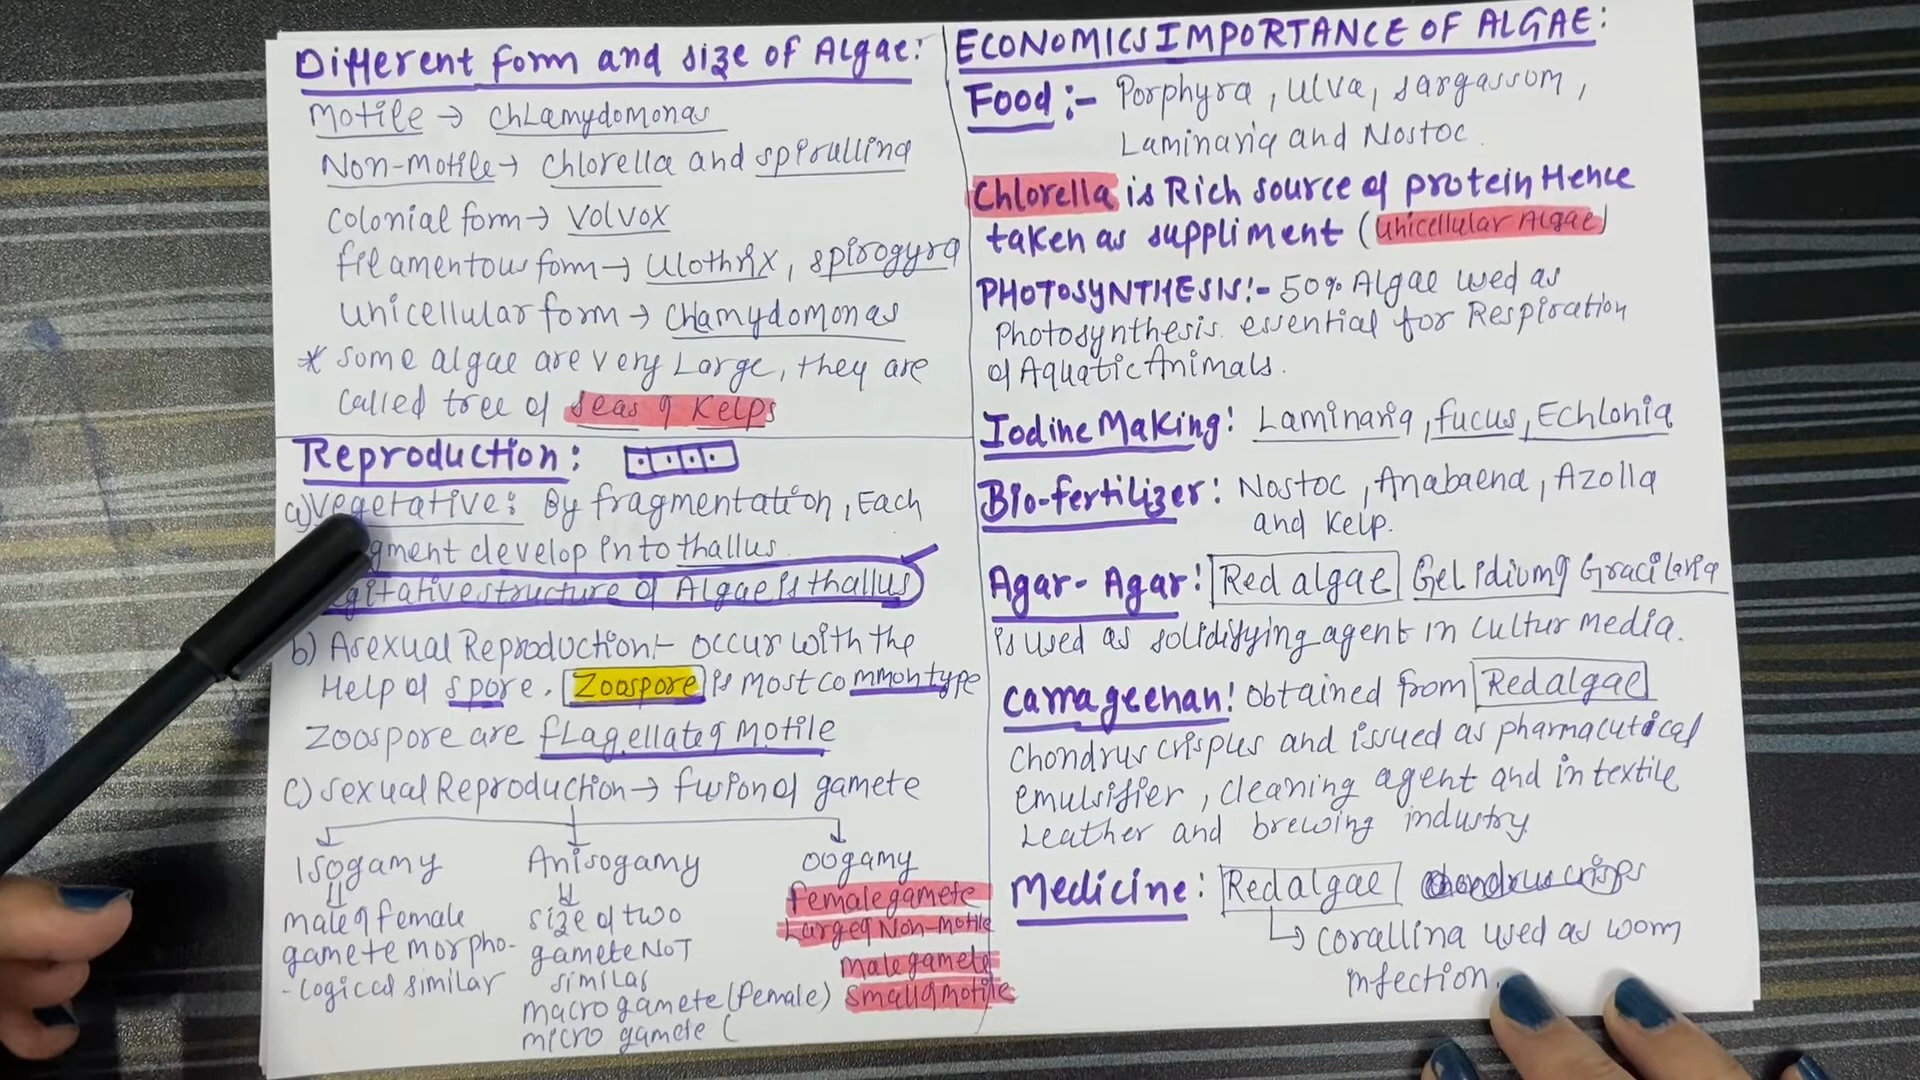 Different form and size of Algae:
Motile → chLamydomonas
Non-motile → chlorella and spirullina
colonial form → volvox
filamentous form → ulothrix, spirogyra
unicellular form → chamydomonas
* some algae are very Large, they are
called tree of seas & Kelps
Reproduction:
a) vegetative: By fragmentation, Each
gment develop into thallus
gitative structure of Algae is thallus
b) Asexual Reproduction:- occur with the
Help of spore. Zoospore is most common type
Zoospore are fLagellate & motile
c) sexual Reproduction → fusion of gamete
Isogamy Anisogamy oogamy
male & female
gamete morpho-
-Logical similar
size of two
gamete NOT
similar
macro gamete (female)
micro gamete (
female gamete
Large & Non-motile
male gamete
small & motile
ECONOMICS IMPORTANCE OF ALGAE:
Food :- Porphyra, ulva, sargassum,
Laminaria and Nostoc.
Chlorella is Rich source of protein Hence
taken as suppliment (unicellular Algae)
PHOTOSYNTHESIS:- 50% Algae used as
Photosynthesis. essential for Respiration
of Aquatic Animals.
Iodine Making: Laminaria, fucus, Echlonia
Bio-fertilizer: Nostoc, Anabaena, Azolla
and Kelp.
Agar-Agar: Red algae Gelidium & Gracilaria
is used as solidifying agent in cultur media.
carrageenan: obtained from Red algae
chondrus crispus and issued as pharmacutical
emulsifier, cleaning agent and in textile
Leather and brewing industry
Medicine: Red algae chondrus crisps
↳ corallina used as worm
infection.